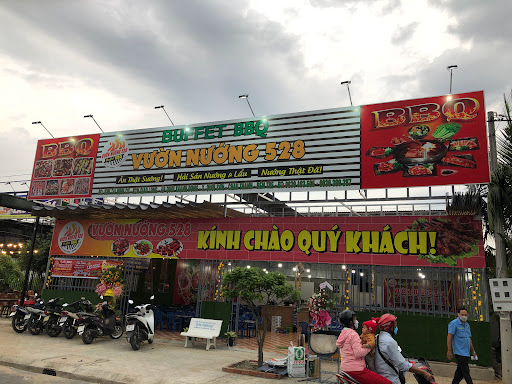 BUFFET BBQ
BBQ
VƯỜN NƯỚNG 528
BBQ
Ăn Thật Sướng! - Hải Sản Nướng & Lẩu - Nướng Thật Đã!
VƯỜN NƯỚNG 528
KÍNH CHÀO QUÝ KHÁCH!